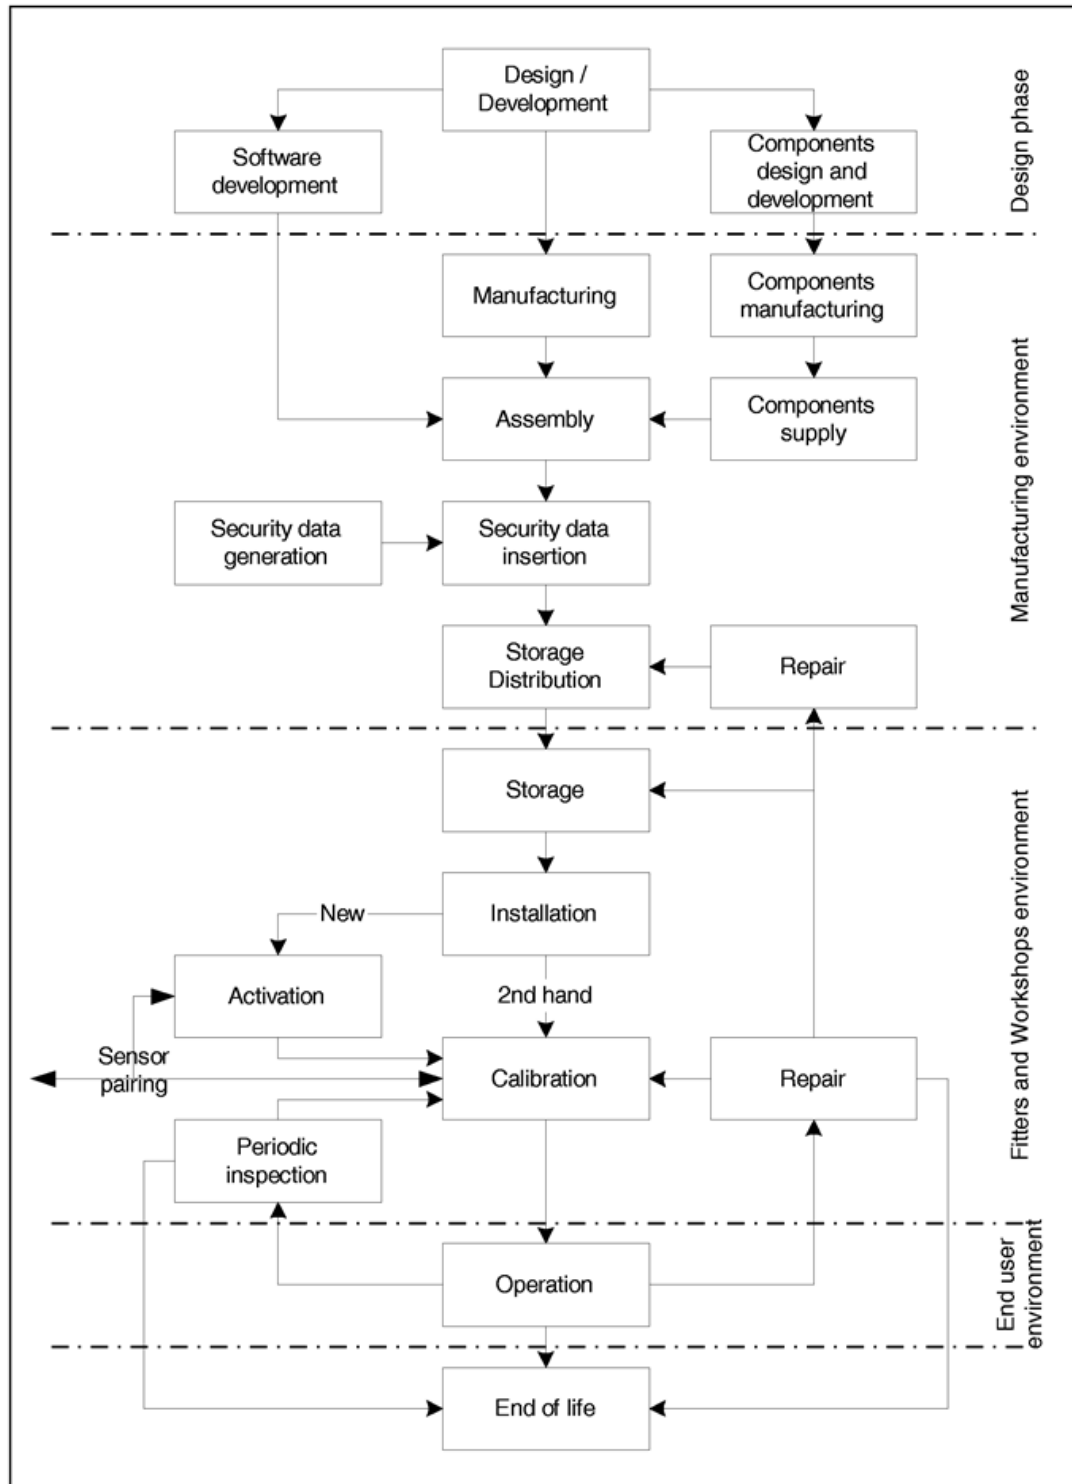 Design /
Development
Software
development
Components
design and
development
Design phase
Manufacturing
Components
manufacturing
Assembly
Components
supply
Security data
generation
Security data
insertion
Storage
Distribution
Repair
Manufacturing environment
Storage
New
Installation
Activation
2nd hand
Sensor
pairing
Calibration
Repair
Periodic
inspection
Fitters and Workshops environment
Operation
End user
environment
End of life